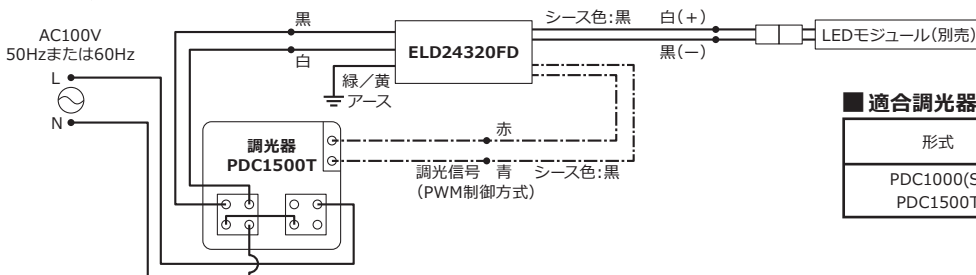 AC100V
50Hzまたは60Hz
L
N
黒
白
ELD24320FD
緑／黄
アース
シース色:黒
白(+)
黒(−)
LEDモジュール(別売)
調光器
PDC1500T
赤
調光信号 青 シース色:黒
(PWM制御方式)
■適合調光器
形式
PDC1000(S
PDC1500T